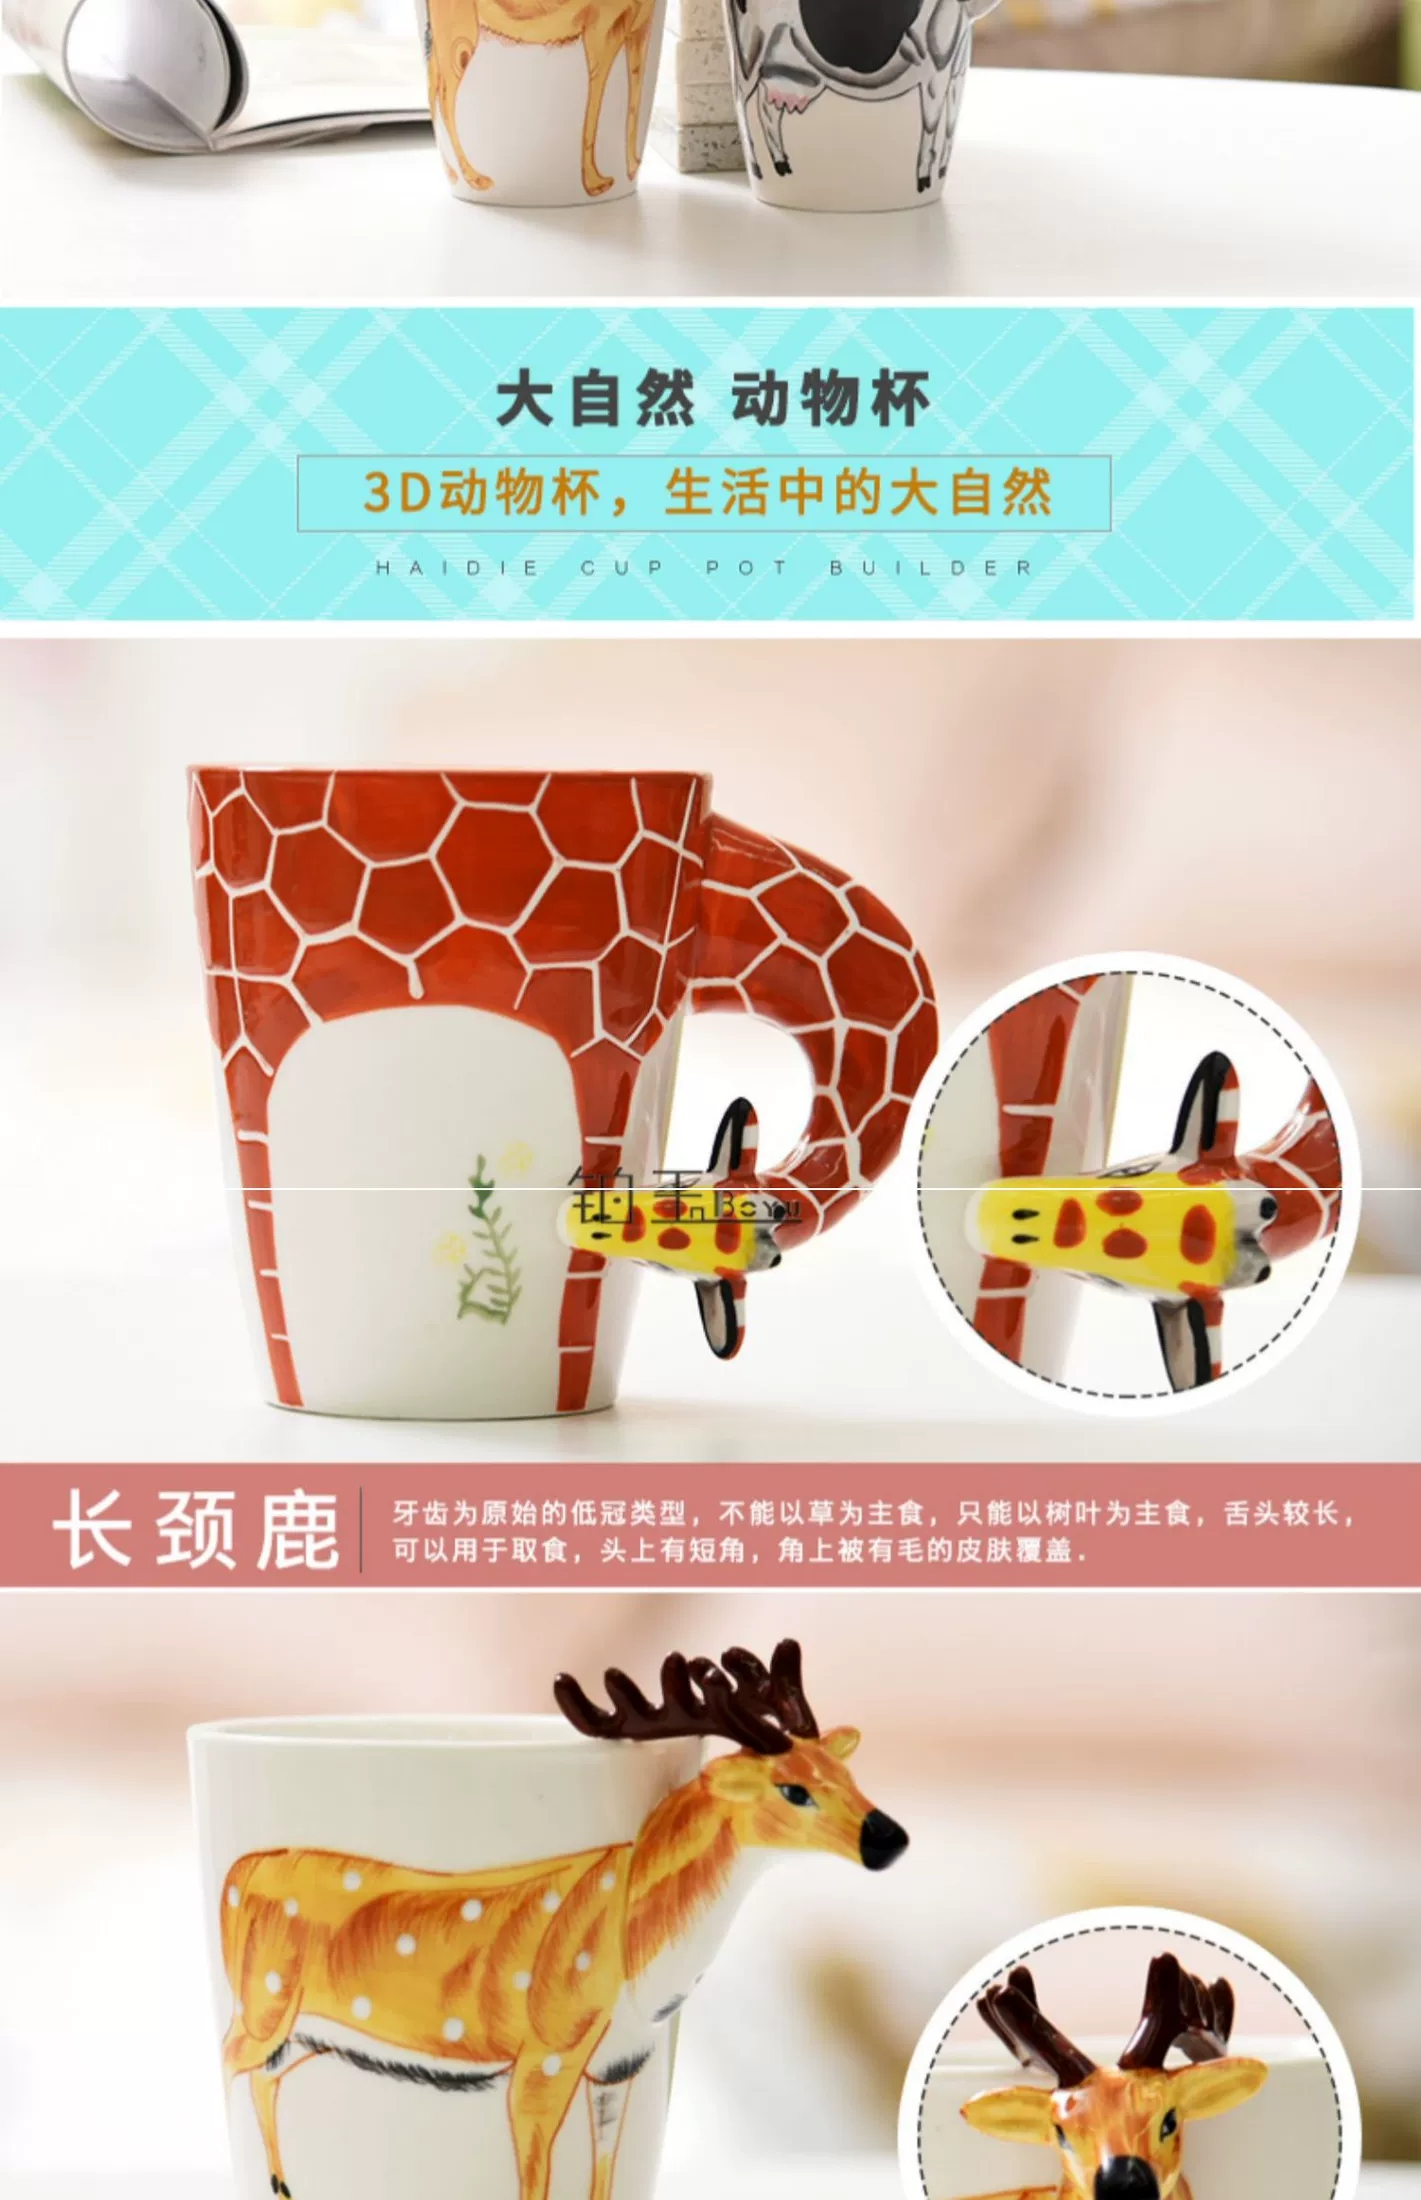 大自然 动物杯
3D动物杯，生活中的大自然
HAIDIE CUP POT BUILDER
Boyu
长颈鹿
牙齿为原始的低冠类型，不能以草为主食，只能以树叶为主食，舌头较长，
可以用于取食，头上有短角，角上被有毛的皮肤覆盖.